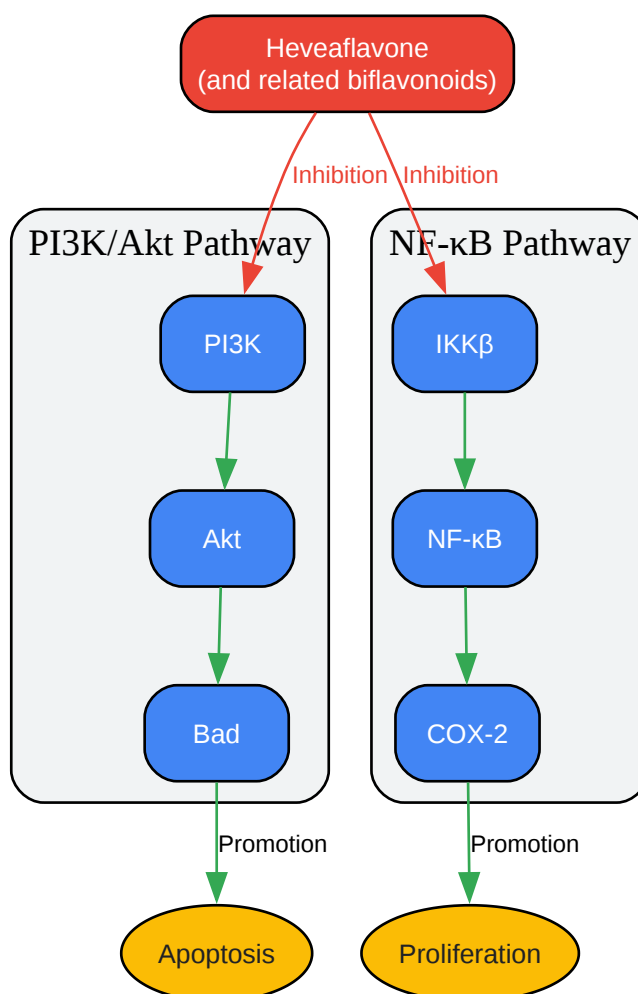 Heveaflavone
(and related biflavonoids)
Inhibition
Inhibition
PI3K/Akt Pathway
NF-κB Pathway
PI3K
IKKβ
Akt
NF-κB
Bad
COX-2
Promotion
Promotion
Apoptosis
Proliferation